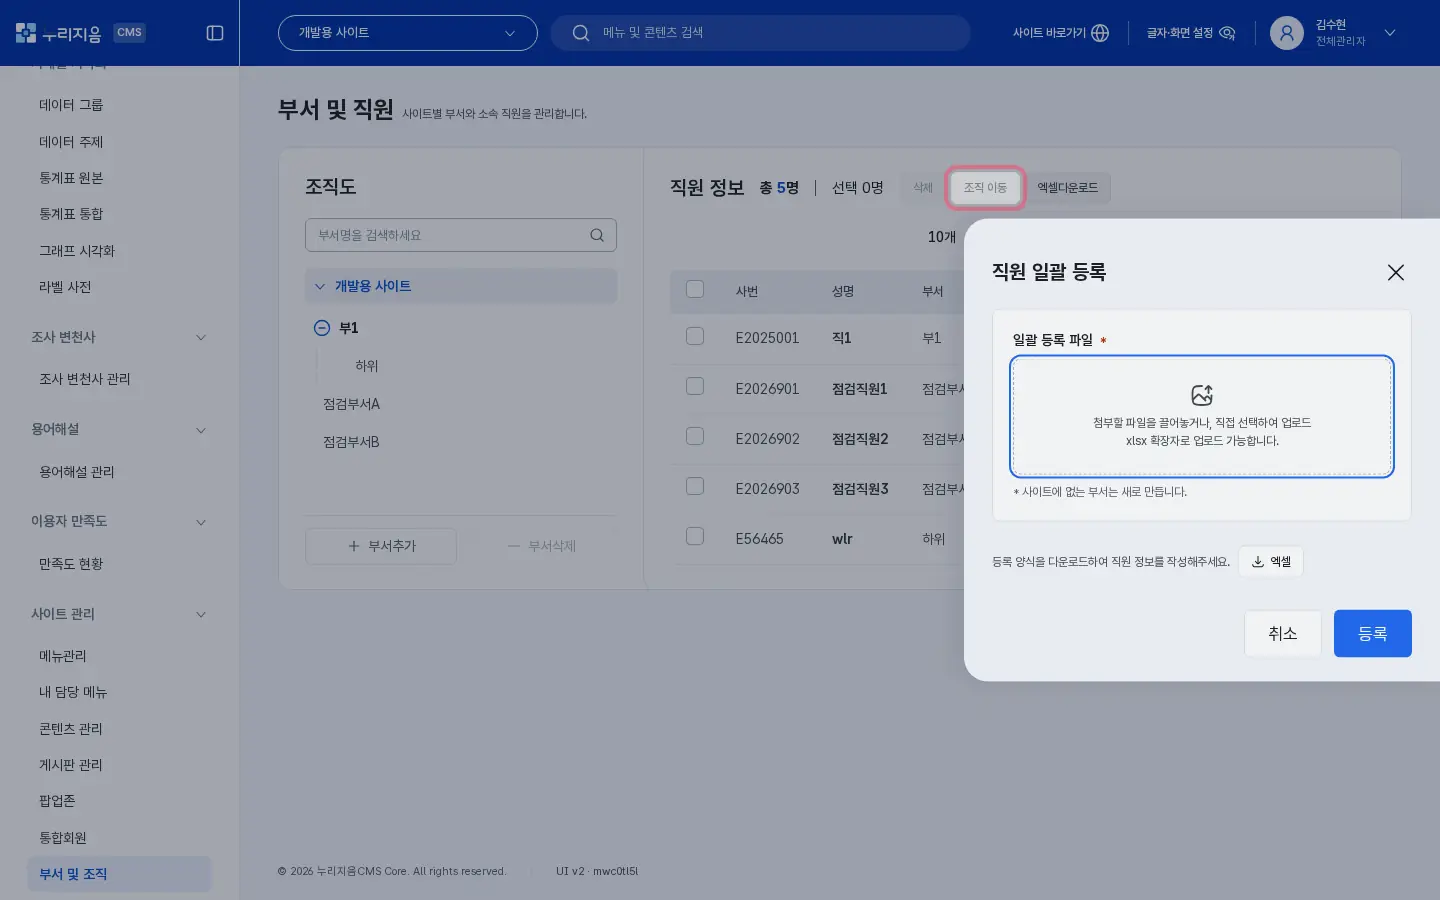 누리지음 CMS
개발용 사이트
메뉴 및 콘텐츠 검색
사이트 바로가기
글자·화면 설정
김수현
전체관리자
데이터 그룹
데이터 주제
통계표 원본
통계표 통합
그래프 시각화
라벨 사전
조사 변천사
조사 변천사 관리
용어해설
용어해설 관리
이용자 만족도
만족도 현황
사이트 관리
메뉴관리
내 담당 메뉴
콘텐츠 관리
게시판 관리
팝업존
통합회원
부서 및 조직
부서 및 직원 사이트별 부서와 소속 직원을 관리합니다.
조직도
부서명을 검색하세요
개발용 사이트
부1
하위
점검부서A
점검부서B
부서추가
부서삭제
직원 정보 총 5명 선택 0명 삭제 조직 이동 엑셀다운로드
10개
사번 성명 부서
E2025001 직1 부1
E2026901 점검직원1
E2026902 점검직원2
E2026903 점검직원3
E56465 wlr 하위
직원 일괄 등록
일괄 등록 파일 *
첨부할 파일을 끌어놓거나, 직접 선택하여 업로드
xlsx 확장자로 업로드 가능합니다.
* 사이트에 없는 부서는 새로 만듭니다.
등록 양식을 다운로드하여 직원 정보를 작성해주세요. 엑셀
취소 등록
© 2026 누리지음CMS Core. All rights reserved.
UI v2 · mwc0tl5l